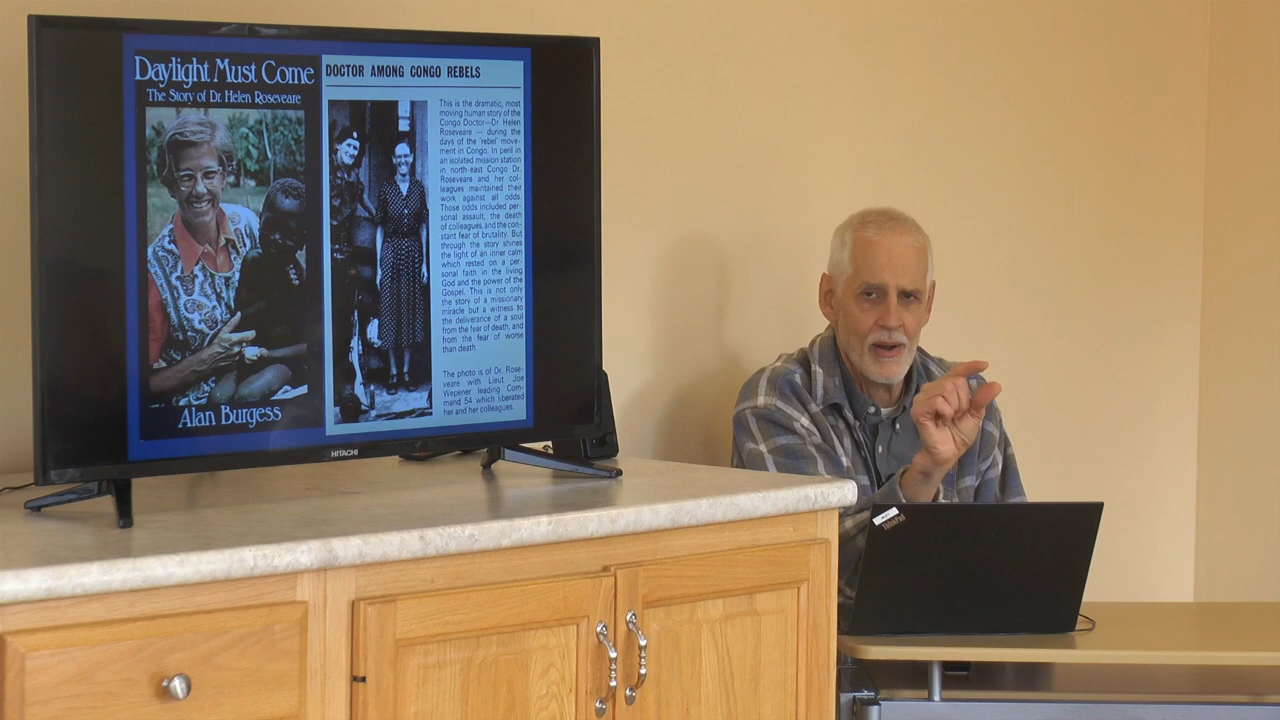 Daylight Must Come
The Story of Dr. Helen Roseveare
Alan Burgess
DOCTOR AMONG CONGO REBELS
This is the dramatic, most
moving human story of the
Congo Doctor—Dr. Helen
Roseveare — during the
days of the 'rebel' move-
ment in Congo. In peril in
an isolated mission station
in north-east Congo Dr.
Roseveare and her col-
leagues maintained their
work against all odds.
Those odds included per-
sonal assault, the death
of colleagues, and the con-
stant fear of brutality. But
through the story shines
the light of an inner calm
which rested on a per-
sonal faith in the living
God and the power of the
Gospel. This is not only
the story of a missionary
miracle but a witness to
the deliverance of a soul
from the fear of death, and
from the fear of worse
than death.
The photo is of Dr. Rose-
veare with Lieut. Joe
Wepener leading Com-
mand 54 which liberated
her and her colleagues.
HITACHI
ThinkPad